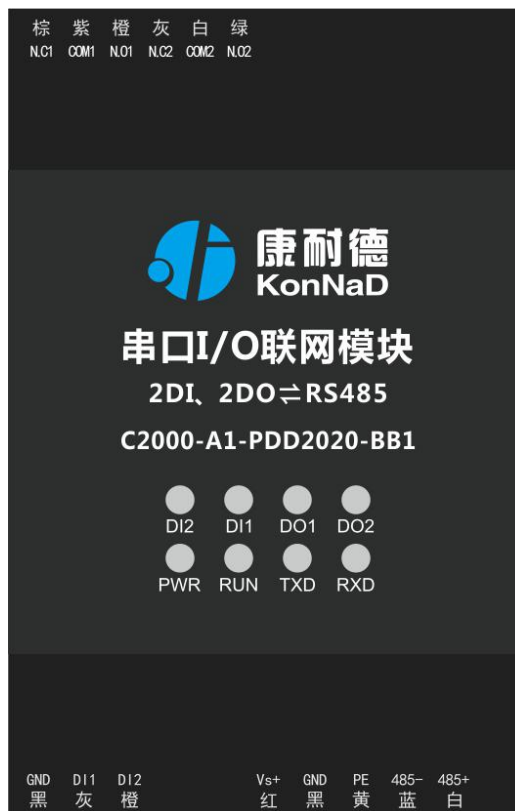 棕 紫 橙 灰 白 绿
N.C1 COM1 N.O1 N.C2 COM2 N.O2
康耐德
KonNaD
串口I/O联网模块
2DI、2DO⇌RS485
C2000-A1-PDD2020-BB1
DI2 DI1 DO1 DO2
PWR RUN TXD RXD
GND DI1 DI2 Vs+ GND PE 485- 485+
黑 灰 橙 红 黑 黄 蓝 白